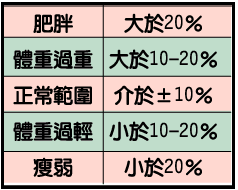 肥胖 大於20%
體重過重 大於10-20%
正常範圍 介於±10%
體重過輕 小於10-20%
瘦弱 小於20%